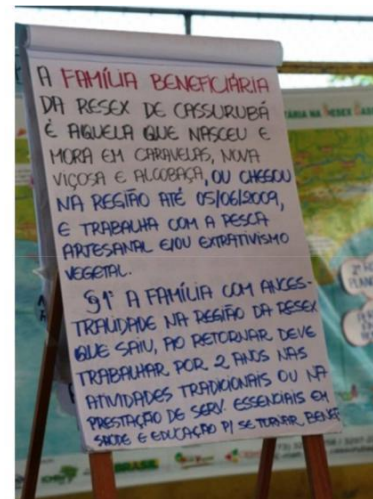 A FAMÍLIA BENEFICIÁRIA
DA RESEX DE CASSURUBÁ
É AQUELA QUE NASCEU E
MORA EM CARAVELAS, NOVA
VIÇOSA E ALCOBAÇA, OU CHEGOU
NA REGIÃO ATÉ 05/06/2009,
E TRABALHA COM A PESCA
ARTESANAL E/OU EXTRATIVISMO
VEGETAL.
§1º A FAMÍLIA COM ANCES-
TRALIDADE NA REGIÃO DA RESEX
QUE SAIU, AO RETORNAR DEVE
TRABALHAR POR 2 ANOS NAS
ATIVIDADES TRADICIONAIS OU NA
PRESTAÇÃO DE SERV. ESSENCIAIS EM
SAÚDE E EDUCAÇÃO P/ SE TORNAR BENEF
NA RESEX
BRASIL